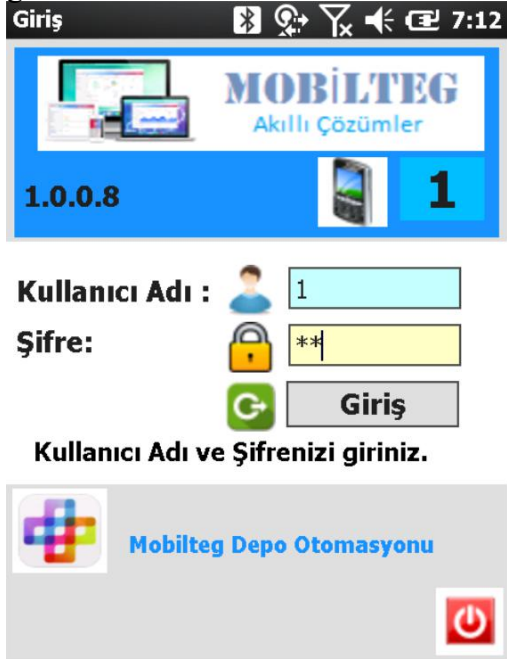 Giriş 7:12
MOBİLTEG
Akıllı Çözümler
1.0.0.8 1
Kullanıcı Adı : 1
Şifre: **
Giriş
Kullanıcı Adı ve Şifrenizi giriniz.
Mobilteg Depo Otomasyonu